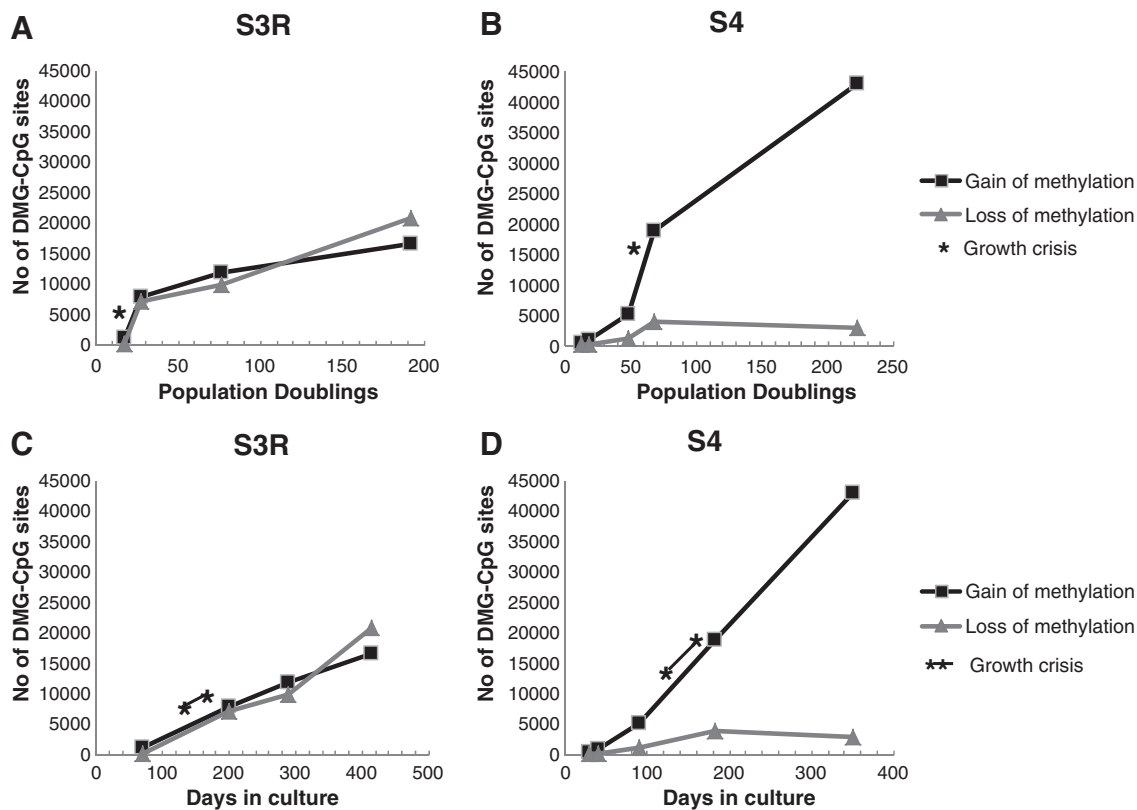 A
S3R
No of DMG-CpG sites
45000
40000
35000
30000
25000
20000
15000
10000
5000
0
*
0 50 100 150 200
Population Doublings
B
S4
No of DMG-CpG sites
45000
40000
35000
30000
25000
20000
15000
10000
5000
0
*
0 50 100 150 200 250
Population Doublings
Gain of methylation
Loss of methylation
* Growth crisis
C
S3R
No of DMG-CpG sites
45000
40000
35000
30000
25000
20000
15000
10000
5000
0
* *
0 100 200 300 400 500
Days in culture
D
S4
No of DMG-CpG sites
45000
40000
35000
30000
25000
20000
15000
10000
5000
0
* *
0 100 200 300 400
Days in culture
Gain of methylation
Loss of methylation
** Growth crisis